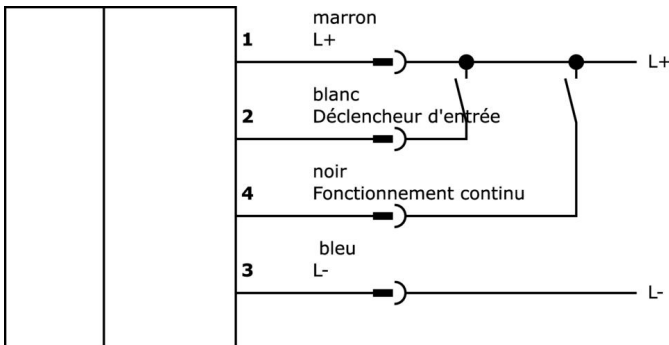 marron
1 L+
L+
blanc
2 Déclencheur d'entrée
noir
4 Fonctionnement continu
bleu
3 L-
L-